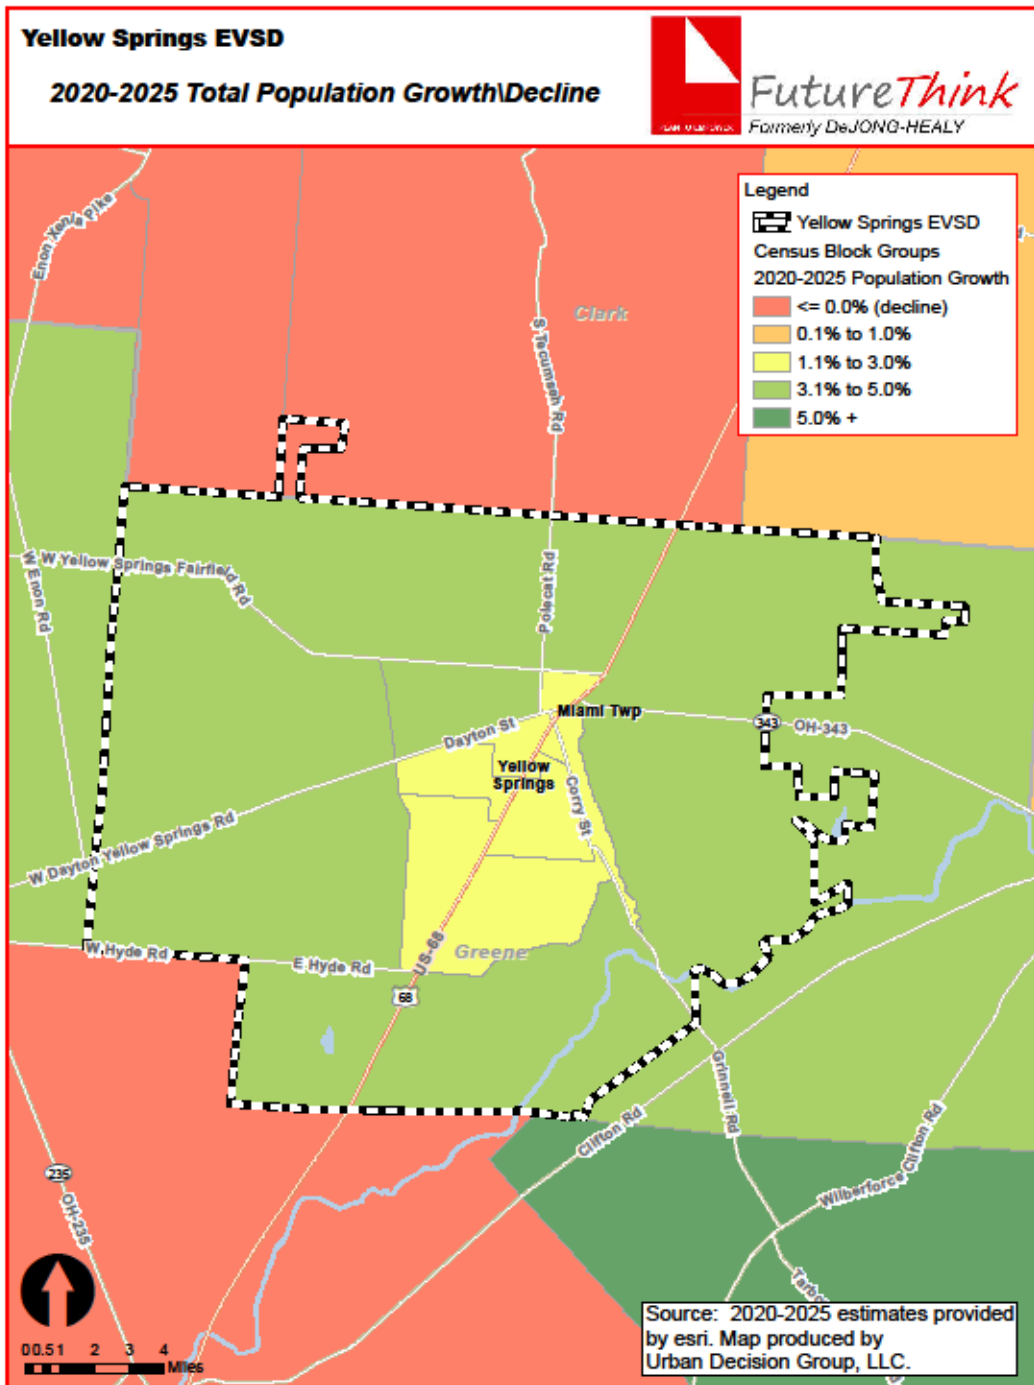 Yellow Springs EVSD
2020-2025 Total Population Growth\Decline
FutureThink
Formerly DeJONG-HEALY
Legend
Yellow Springs EVSD
Census Block Groups
2020-2025 Population Growth
<= 0.0% (decline)
0.1% to 1.0%
1.1% to 3.0%
3.1% to 5.0%
5.0% +
Enon Xenia Pike
Clark
S Tecumseh Rd
W Enon Rd
W Yellow Springs Fairfield Rd
Polecat Rd
Miami Twp
343
OH-343
Dayton St
Yellow
Springs
Corry St
W Dayton Yellow Springs Rd
W Hyde Rd
E Hyde Rd
US-68
Greene
68
Grinnell Rd
Clifton Rd
Wilberforce Clifton Rd
235
OH-235
0 0.5 1 2 3 4
Miles
Source: 2020-2025 estimates provided
by esri. Map produced by
Urban Decision Group, LLC.